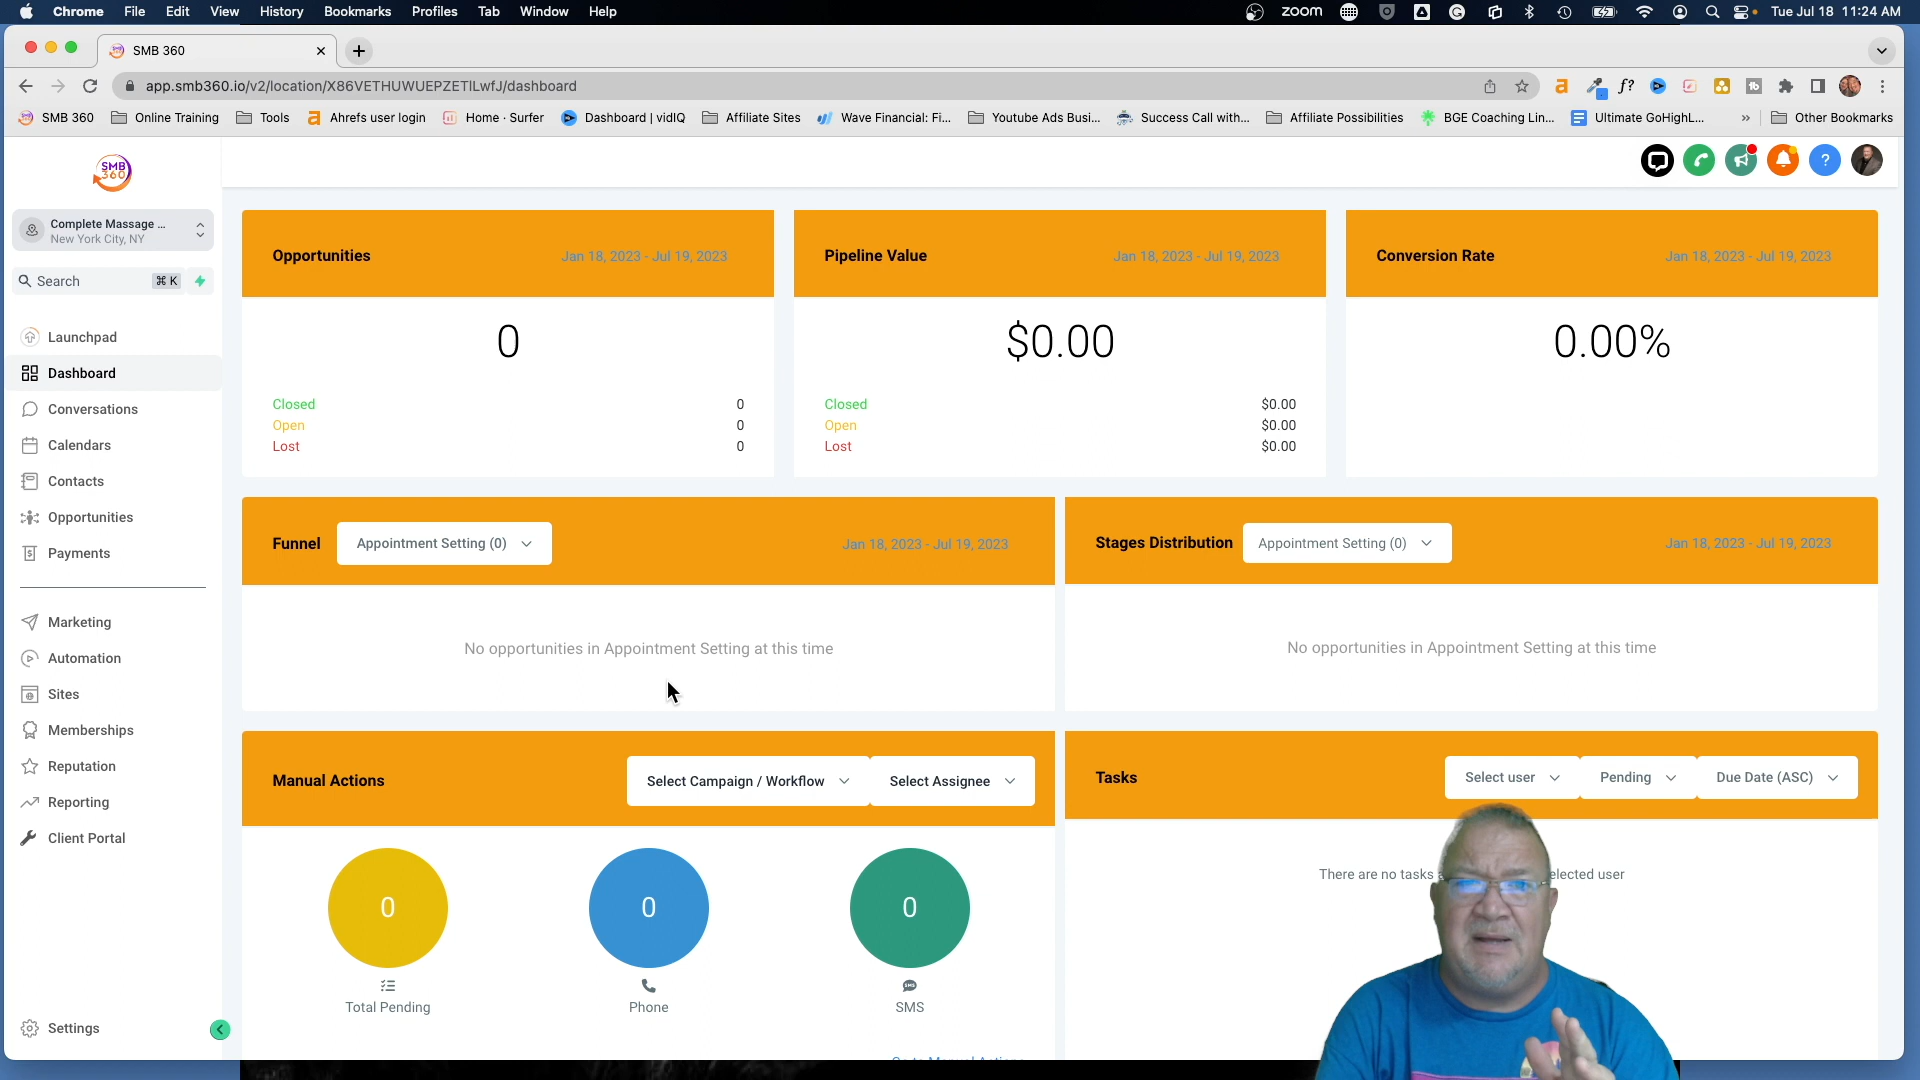 Chrome File Edit View History Bookmarks Profiles Tab Window Help
zoom Tue Jul 18 11:24 AM
SMB 360
app.smb360.io/v2/location/X86VETHUWUEPZETlLwfJ/dashboard
SMB 360 Online Training Tools Ahrefs user login Home · Surfer Dashboard | vidIQ Affiliate Sites Wave Financial: Fi... Youtube Ads Busi... Success Call with... Affiliate Possibilities BGE Coaching Lin... Ultimate GoHighL... » Other Bookmarks
SMB
360
Complete Massage ...
New York City, NY
Search ⌘ K
Launchpad
Dashboard
Conversations
Calendars
Contacts
Opportunities
Payments
Marketing
Automation
Sites
Memberships
Reputation
Reporting
Client Portal
Settings
Opportunities Jan 18, 2023 - Jul 19, 2023
0
Closed 0
Open 0
Lost 0
Pipeline Value Jan 18, 2023 - Jul 19, 2023
$0.00
Closed $0.00
Open $0.00
Lost $0.00
Conversion Rate Jan 18, 2023 - Jul 19, 2023
0.00%
Funnel Appointment Setting (0) Jan 18, 2023 - Jul 19, 2023
No opportunities in Appointment Setting at this time
Stages Distribution Appointment Setting (0) Jan 18, 2023 - Jul 19, 2023
No opportunities in Appointment Setting at this time
Manual Actions Select Campaign / Workflow Select Assignee
0 0 0
Total Pending Phone SMS
Tasks Select user Pending Due Date (ASC)
There are no tasks elected user